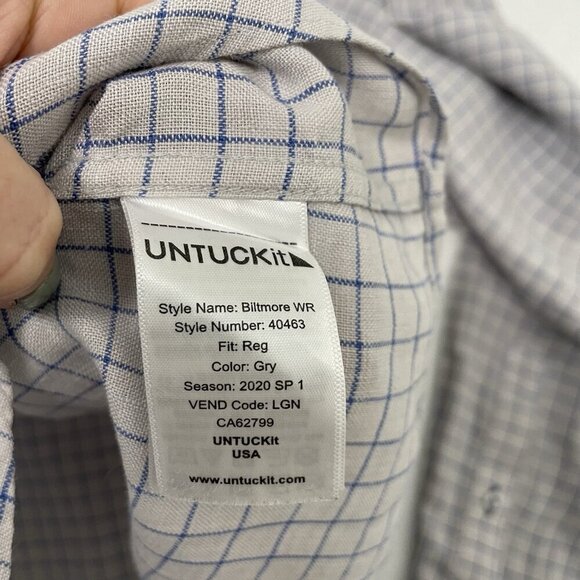 UNTUCKit
Style Name: Biltmore WR
Style Number: 40463
Fit: Reg
Color: Gry
Season: 2020 SP 1
VEND Code: LGN
CA62799
UNTUCKit
USA
www.untuckit.com